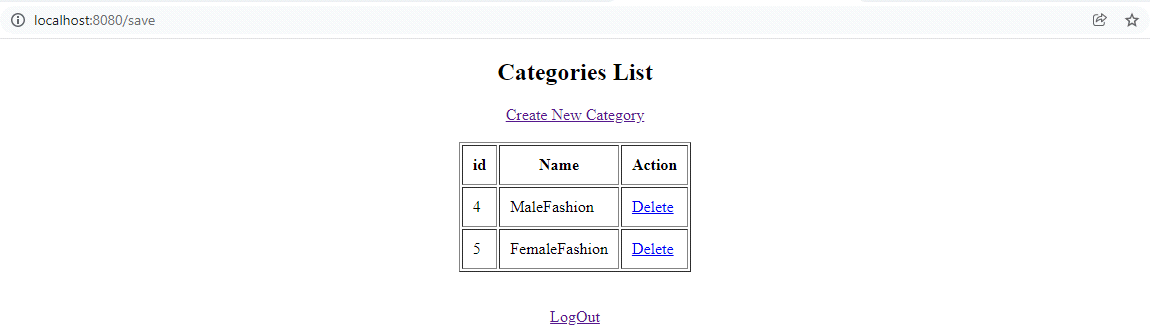 localhost:8080/save
Categories List
Create New Category
id Name Action
4 MaleFashion Delete
5 FemaleFashion Delete
LogOut